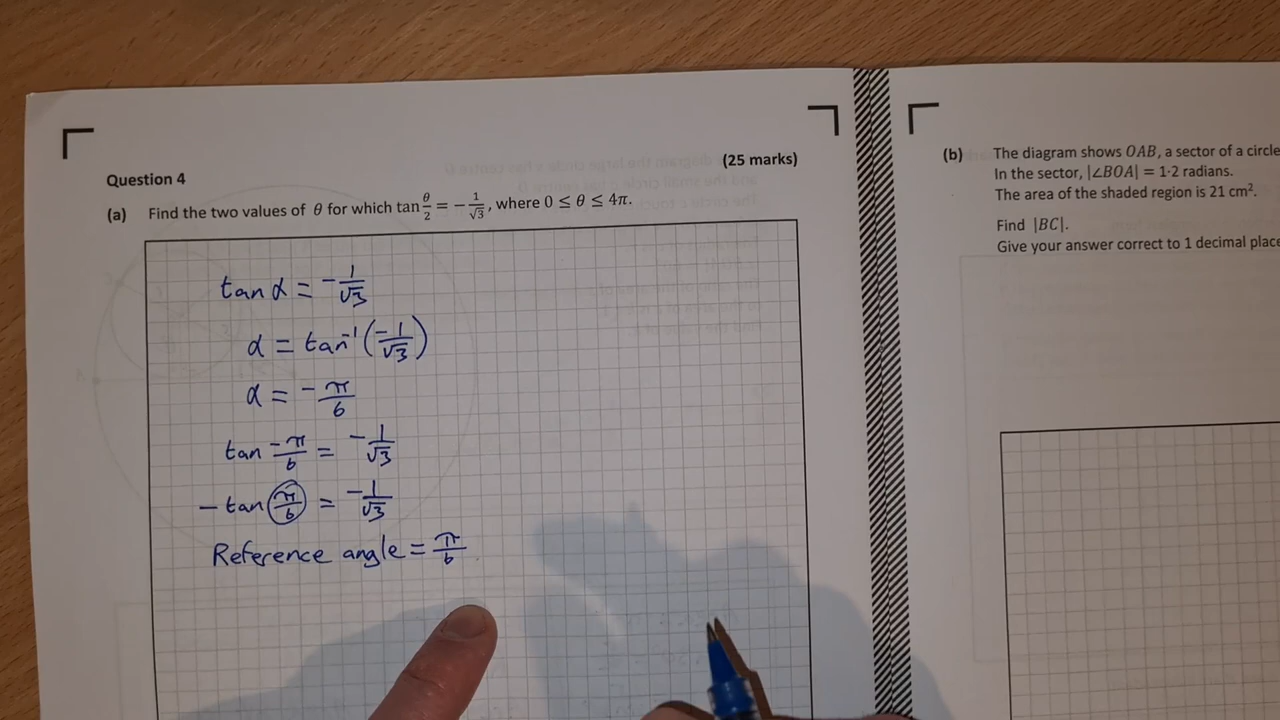 (25 marks)
Question 4
(a) Find the two values of θ for which tan θ/2 = −1/√3, where 0 ≤ θ ≤ 4π.
tan α = −1/√3
α = tan⁻¹(−1/√3)
α = −π/6
tan −π/6 = −1/√3
−tan π/6 = −1/√3
Reference angle = π/6
(b) The diagram shows OAB, a sector of a circle
In the sector, |∠BOA| = 1·2 radians.
The area of the shaded region is 21 cm².
Find |BC|.
Give your answer correct to 1 decimal place